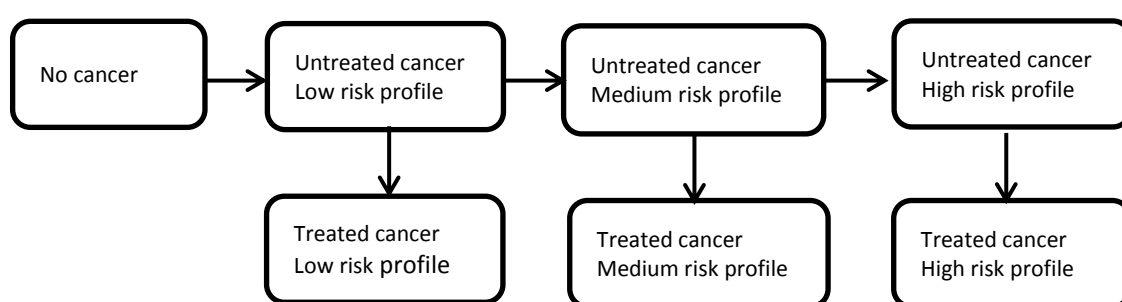 No cancer
Untreated cancer
Low risk profile
Untreated cancer
Medium risk profile
Untreated cancer
High risk profile
Treated cancer
Low risk profile
Treated cancer
Medium risk profile
Treated cancer
High risk profile